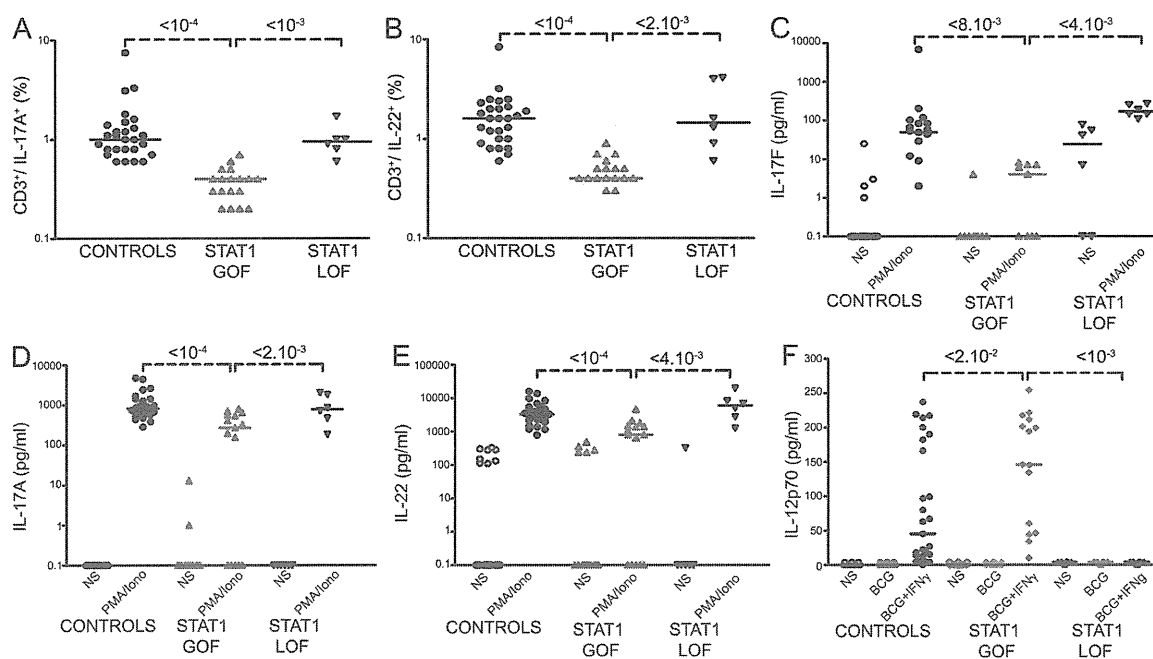 A
<10-4
<10-3
CD3+/ IL-17A+ (%)
10
1
0.1
CONTROLS
STAT1
GOF
STAT1
LOF
B
<10-4
<2.10-3
CD3+/ IL-22+ (%)
10
1
0.1
CONTROLS
STAT1
GOF
STAT1
LOF
C
<8.10-3
<4.10-3
IL-17F (pg/ml)
10000
1000
100
10
1
0.1
NS
PMA/Iono
NS
PMA/Iono
NS
PMA/Iono
CONTROLS
STAT1
GOF
STAT1
LOF
D
<10-4
<2.10-3
IL-17A (pg/ml)
10000
1000
100
10
1
0.1
NS
PMA/Iono
NS
PMA/Iono
NS
PMA/Iono
CONTROLS
STAT1
GOF
STAT1
LOF
E
<10-4
<4.10-3
IL-22 (pg/ml)
100000
10000
1000
100
10
1
0.1
NS
PMA/Iono
NS
PMA/Iono
NS
PMA/Iono
CONTROLS
STAT1
GOF
STAT1
LOF
F
<2.10-2
<10-3
IL-12p70 (pg/ml)
300
250
200
150
100
50
0
NS
BCG
BCG+IFNγ
NS
BCG
BCG+IFNγ
NS
BCG
BCG+IFNg
CONTROLS
STAT1
GOF
STAT1
LOF